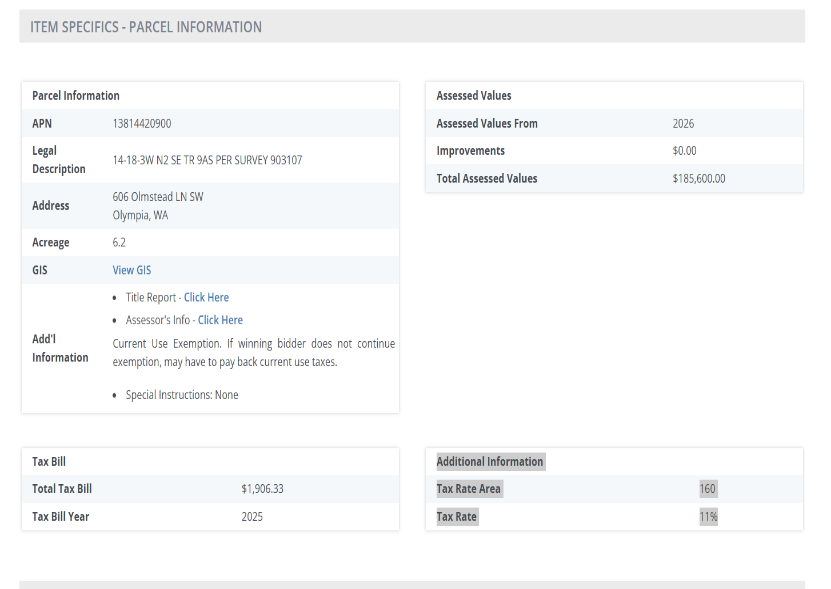 ITEM SPECIFICS - PARCEL INFORMATION
Parcel Information
APN 13814420900
Legal Description 14-18-3W N2 SE TR 9AS PER SURVEY 903107
Address 606 Olmstead LN SW
Olympia, WA
Acreage 6.2
GIS View GIS
Add'l Information
• Title Report - Click Here
• Assessor's Info - Click Here
Current Use Exemption. If winning bidder does not continue
exemption, may have to pay back current use taxes.
• Special Instructions: None
Assessed Values
Assessed Values From 2026
Improvements $0.00
Total Assessed Values $185,600.00
Tax Bill
Total Tax Bill $1,906.33
Tax Bill Year 2025
Additional Information
Tax Rate Area 160
Tax Rate 11%